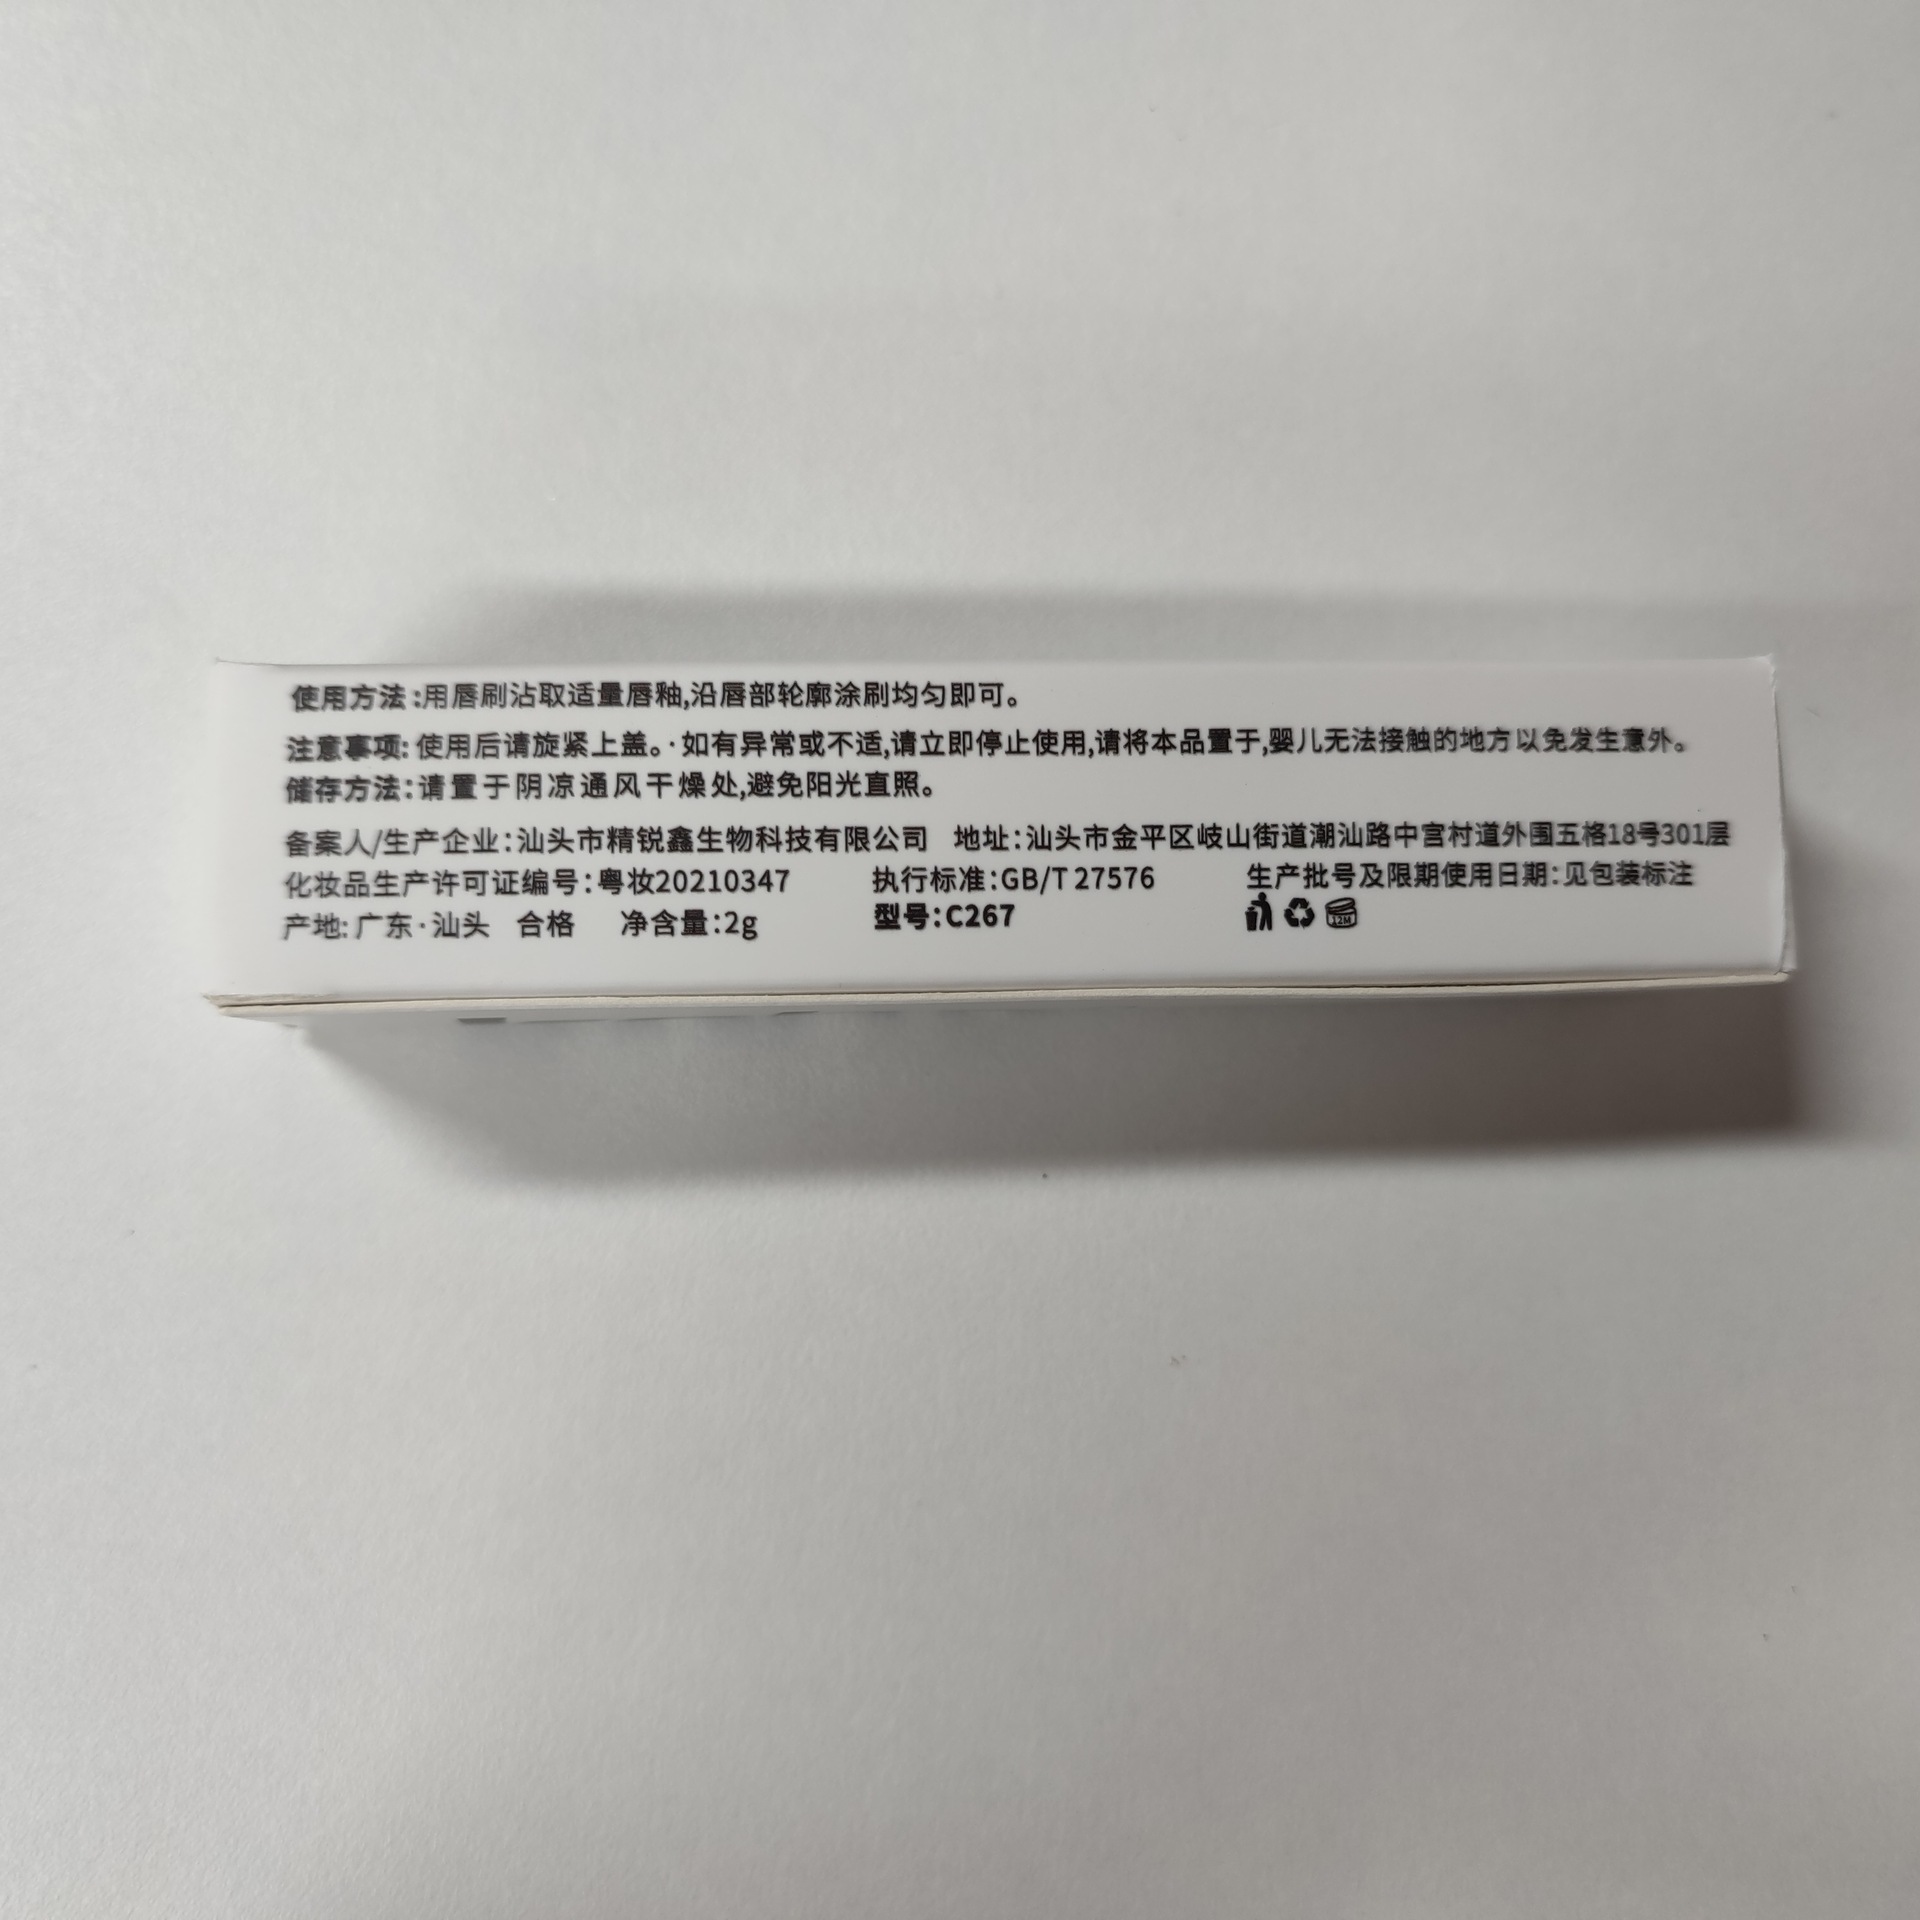 使用方法:用唇刷沾取适量唇釉,沿唇部轮廓涂刷均匀即可。
注意事项:使用后请旋紧上盖。·如有异常或不适,请立即停止使用,请将本品置于,婴儿无法接触的地方以免发生意外。
储存方法:请置于阴凉通风干燥处,避免阳光直照。
备案人/生产企业:汕头市精锐鑫生物科技有限公司 地址:汕头市金平区岐山街道潮汕路中宫村道外围五格18号301层
化妆品生产许可证编号:粤妆20210347 执行标准:GB/T 27576 生产批号及限期使用日期:见包装标注
产地:广东·汕头 合格 净含量:2g 型号:C267 12M